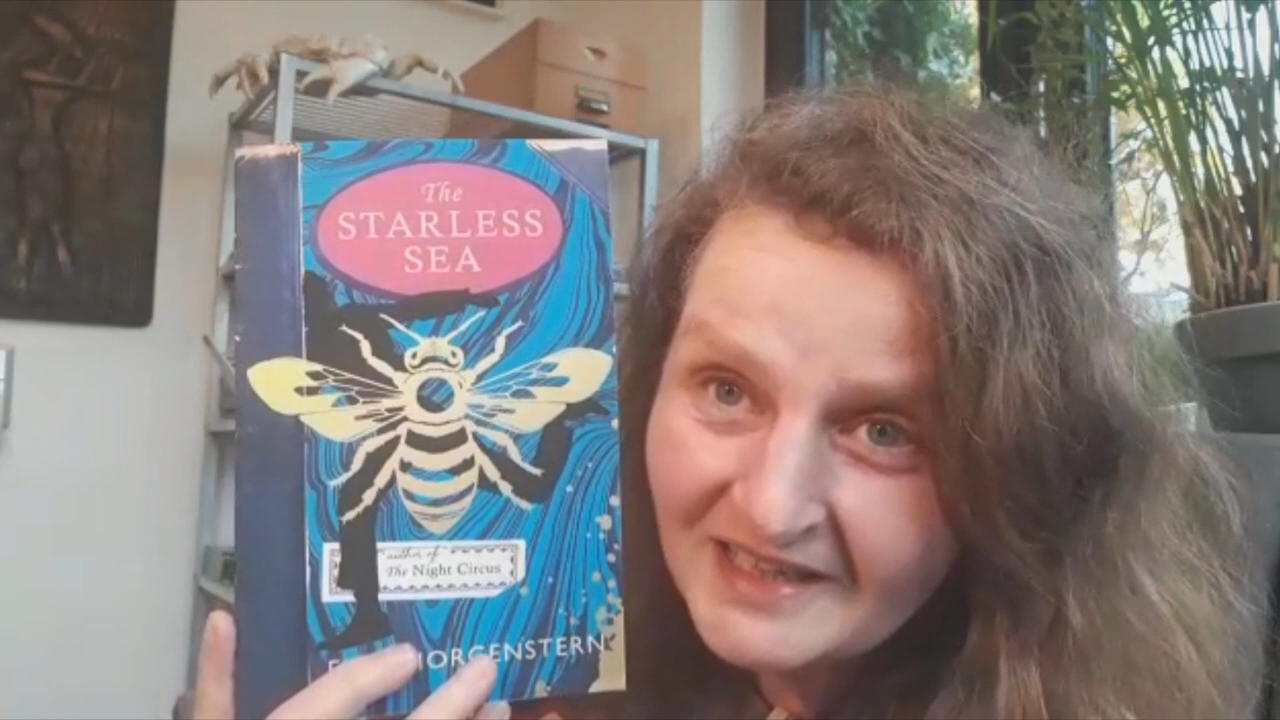 The
STARLESS
SEA
author of
The Night Circus
MORGENSTERN